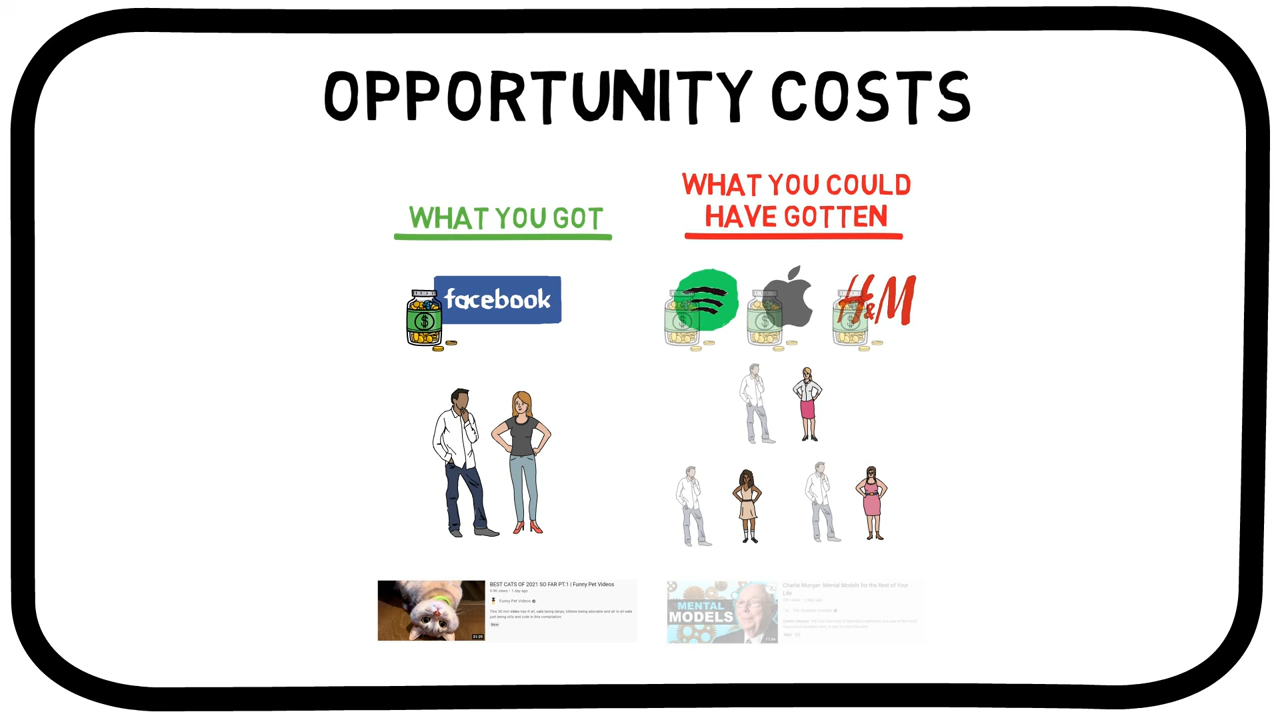 OPPORTUNITY COSTS
WHAT YOU GOT
WHAT YOU COULD
HAVE GOTTEN
facebook
H&M
$
$
$
$
BEST CATS OF 2021 SO FAR PT.1 | Funny Pet Videos
Funny Pet Videos
New
MENTAL
MODELS
Charlie Munger: Mental Models for the Rest of Your
Life